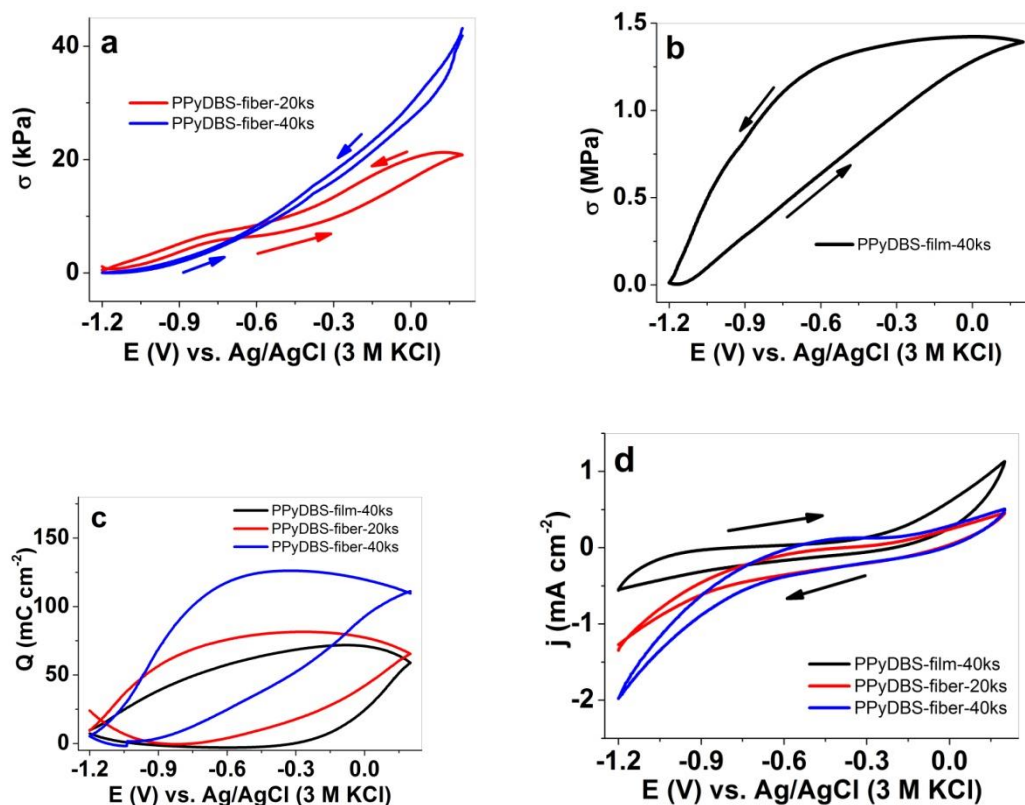 a
40
20
0
σ (kPa)
PPyDBS-fiber-20ks
PPyDBS-fiber-40ks
-1.2 -0.9 -0.6 -0.3 0.0
E (V) vs. Ag/AgCl (3 M KCl)
b
1.5
1.0
0.5
0.0
σ (MPa)
PPyDBS-film-40ks
-1.2 -0.9 -0.6 -0.3 0.0
E (V) vs. Ag/AgCl (3 M KCl)
c
150
100
50
0
Q (mC cm-2)
PPyDBS-film-40ks
PPyDBS-fiber-20ks
PPyDBS-fiber-40ks
-1.2 -0.9 -0.6 -0.3 0.0
E (V) vs. Ag/AgCl (3 M KCl)
d
1
0
-1
-2
j (mA cm-2)
PPyDBS-film-40ks
PPyDBS-fiber-20ks
PPyDBS-fiber-40ks
-1.2 -0.9 -0.6 -0.3 0.0
E (V) vs. Ag/AgCl (3 M KCl)